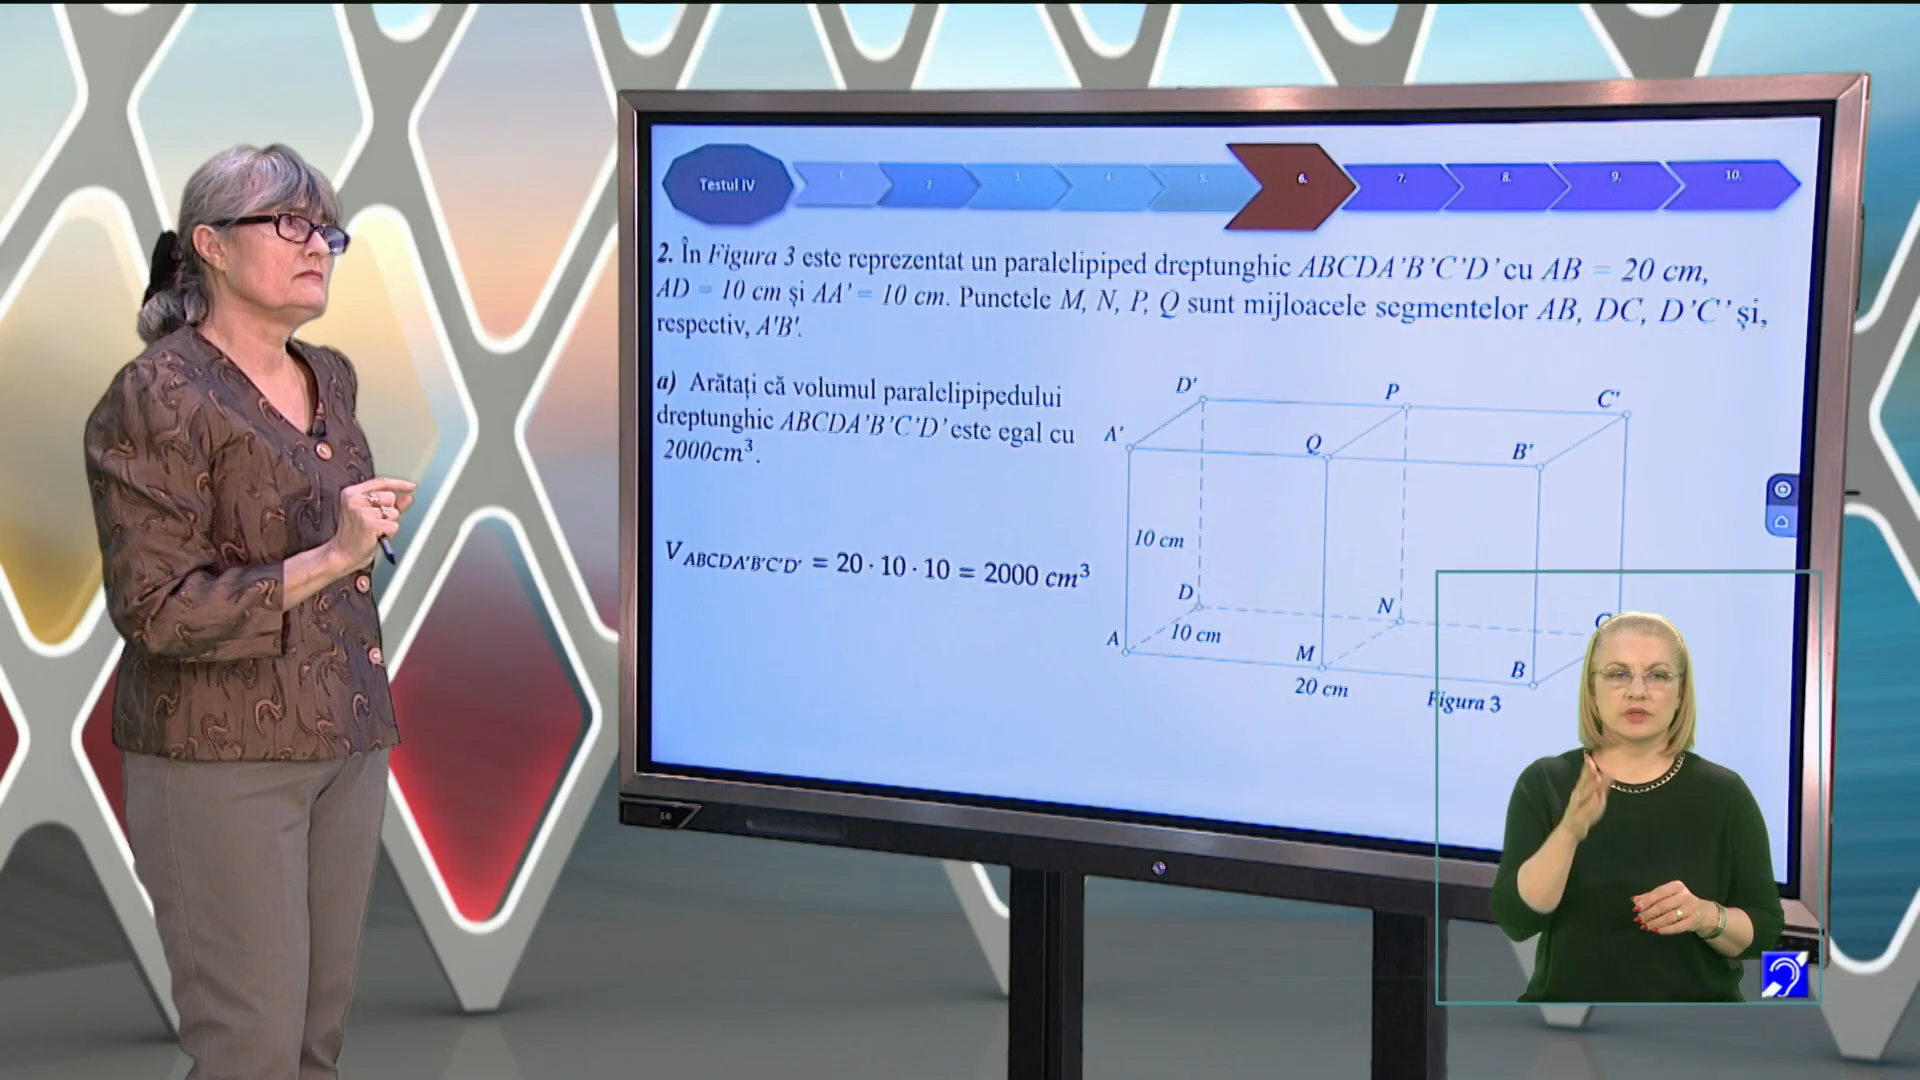 Testul IV 1. 2 3. 4 5. 6. 7. 8. 9. 10.
2. În Figura 3 este reprezentat un paralelipiped dreptunghic ABCDA'B'C'D' cu AB = 20 cm,
AD = 10 cm și AA' = 10 cm. Punctele M, N, P, Q sunt mijloacele segmentelor AB, DC, D'C' și,
respectiv, A'B'.
a) Arătați că volumul paralelipipedului
dreptunghic ABCDA'B'C'D' este egal cu
2000cm³.
V ABCDA'B'C'D' = 20 · 10 · 10 = 2000 cm³
D' P C'
A' Q B'
10 cm
D N C
10 cm
A M B
20 cm
Figura 3